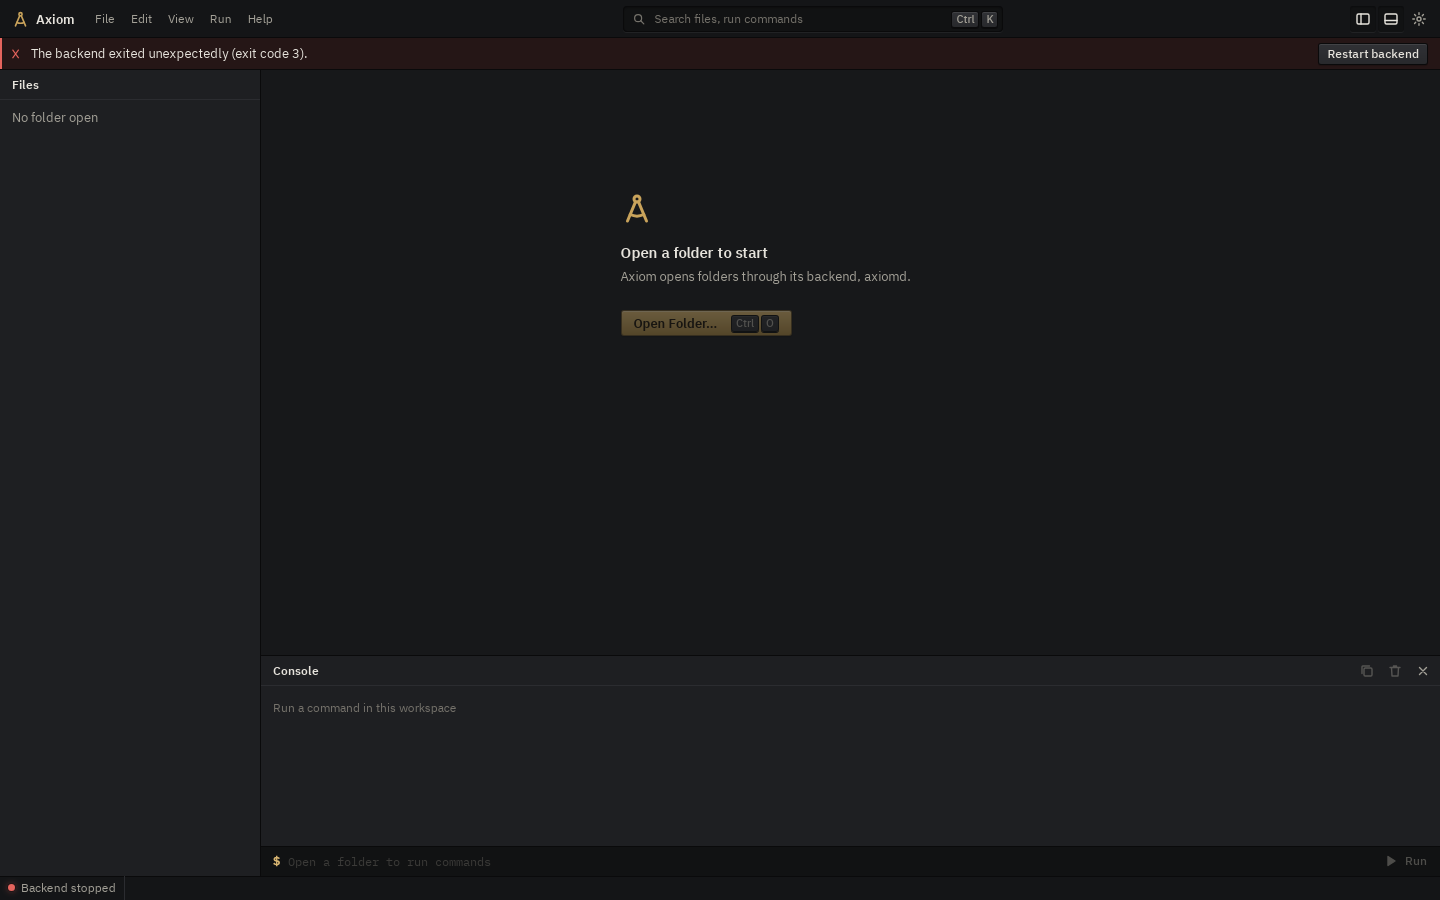 Axiom File Edit View Run Help Search files, run commands Ctrl K
X The backend exited unexpectedly (exit code 3). Restart backend
Files
No folder open
Open a folder to start
Axiom opens folders through its backend, axiomd.
Open Folder... Ctrl O
Console
Run a command in this workspace
$ Open a folder to run commands Run
Backend stopped